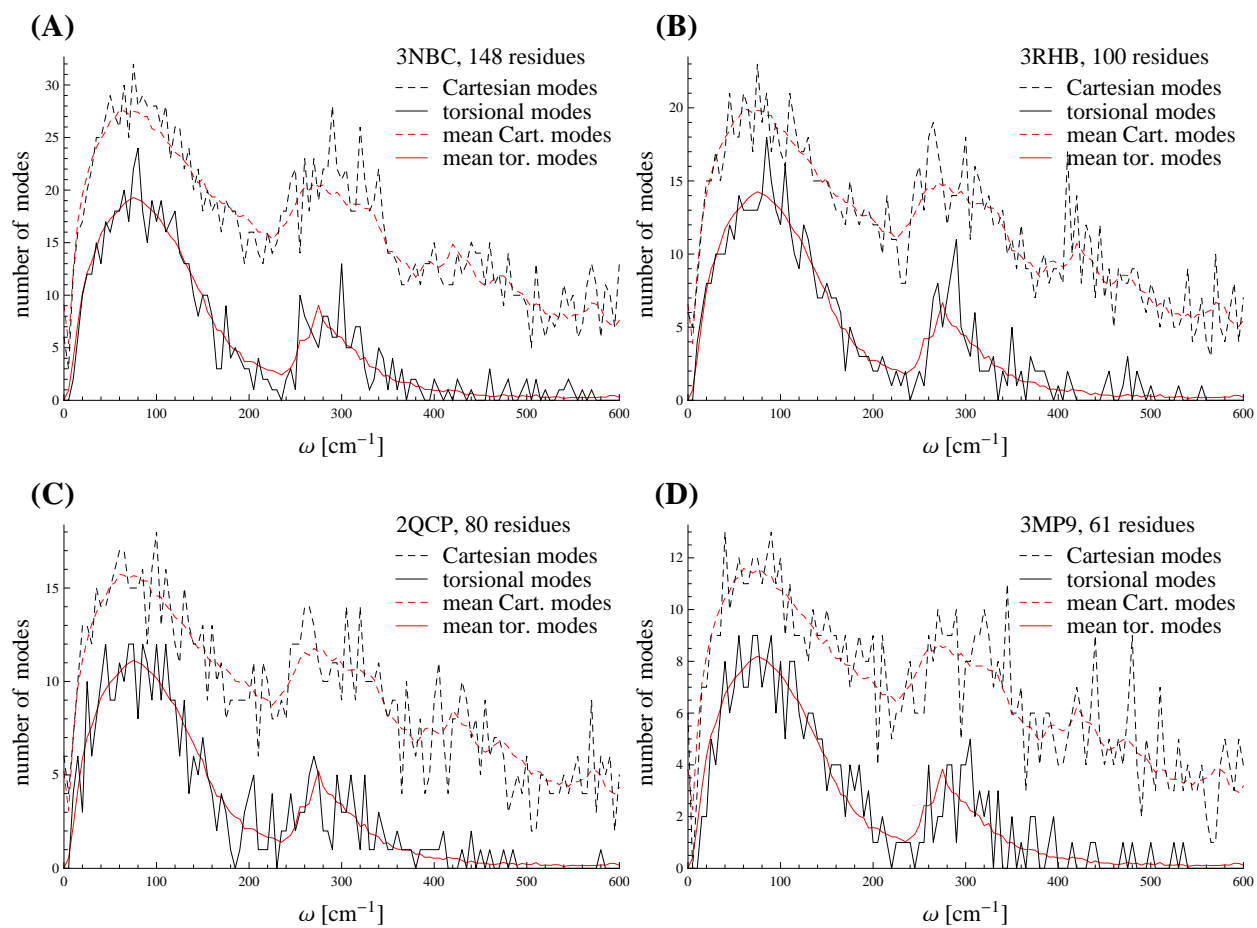 (A)
3NBC, 148 residues
Cartesian modes
torsional modes
mean Cart. modes
mean tor. modes
number of modes
30
25
20
15
10
5
0
0 100 200 300 400 500 600
ω [cm−1]
(B)
3RHB, 100 residues
Cartesian modes
torsional modes
mean Cart. modes
mean tor. modes
number of modes
20
15
10
5
0
0 100 200 300 400 500 600
ω [cm−1]
(C)
2QCP, 80 residues
Cartesian modes
torsional modes
mean Cart. modes
mean tor. modes
number of modes
15
10
5
0
0 100 200 300 400 500 600
ω [cm−1]
(D)
3MP9, 61 residues
Cartesian modes
torsional modes
mean Cart. modes
mean tor. modes
number of modes
12
10
8
6
4
2
0
0 100 200 300 400 500 600
ω [cm−1]